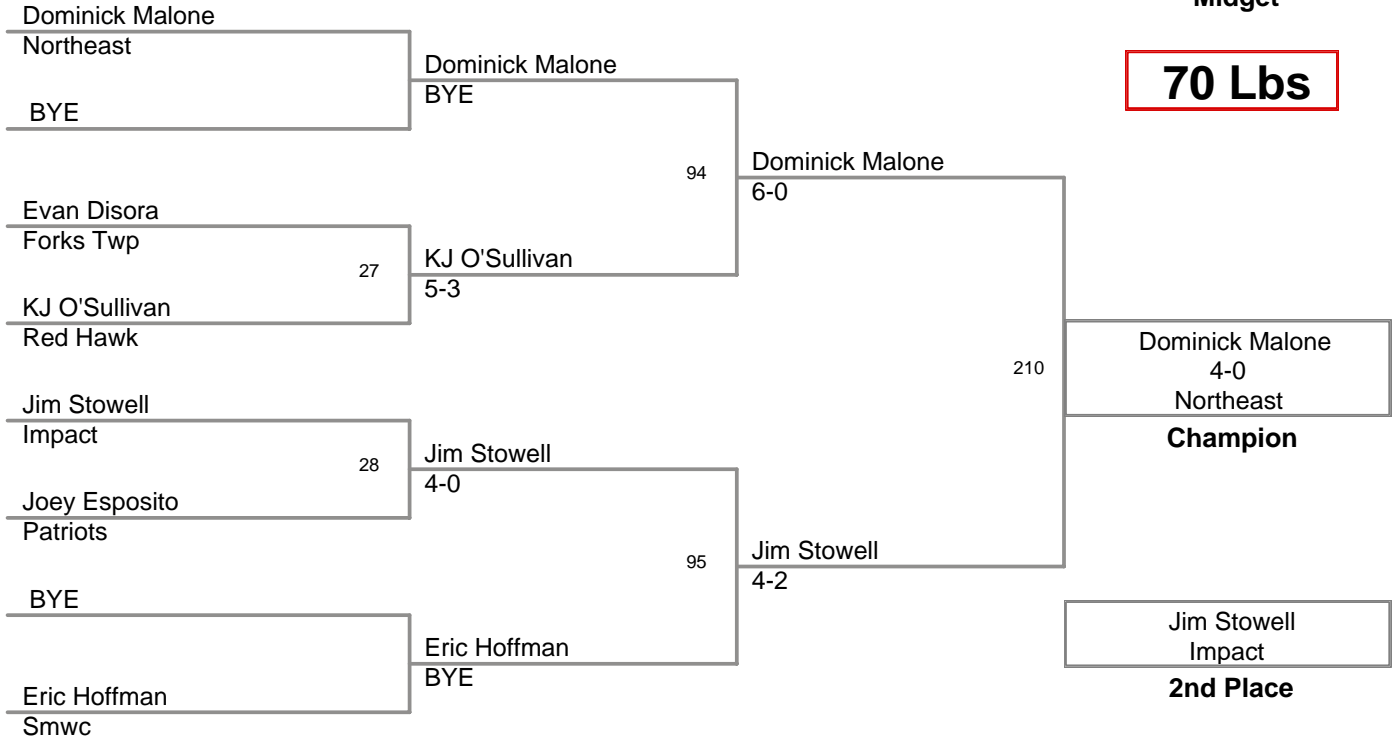 Midget
70 Lbs
Dominick Malone
Northeast
BYE
Evan Disora
Forks Twp
27
KJ O'Sullivan
Red Hawk
Jim Stowell
Impact
28
Joey Esposito
Patriots
BYE
Eric Hoffman
Smwc
Dominick Malone
BYE
94
KJ O'Sullivan
5-3
Jim Stowell
4-0
95
Eric Hoffman
BYE
Dominick Malone
6-0
210
Jim Stowell
4-2
Dominick Malone
4-0
Northeast
Champion
Jim Stowell
Impact
2nd Place